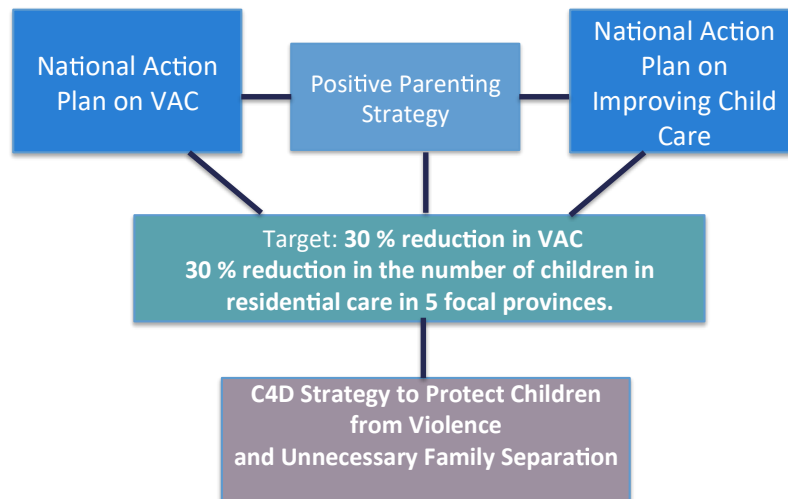 National Action
Plan on VAC
Positive Parenting
Strategy
National Action
Plan on
Improving Child
Care
Target: 30 % reduction in VAC
30 % reduction in the number of children in
residential care in 5 focal provinces.
C4D Strategy to Protect Children
from Violence
and Unnecessary Family Separation